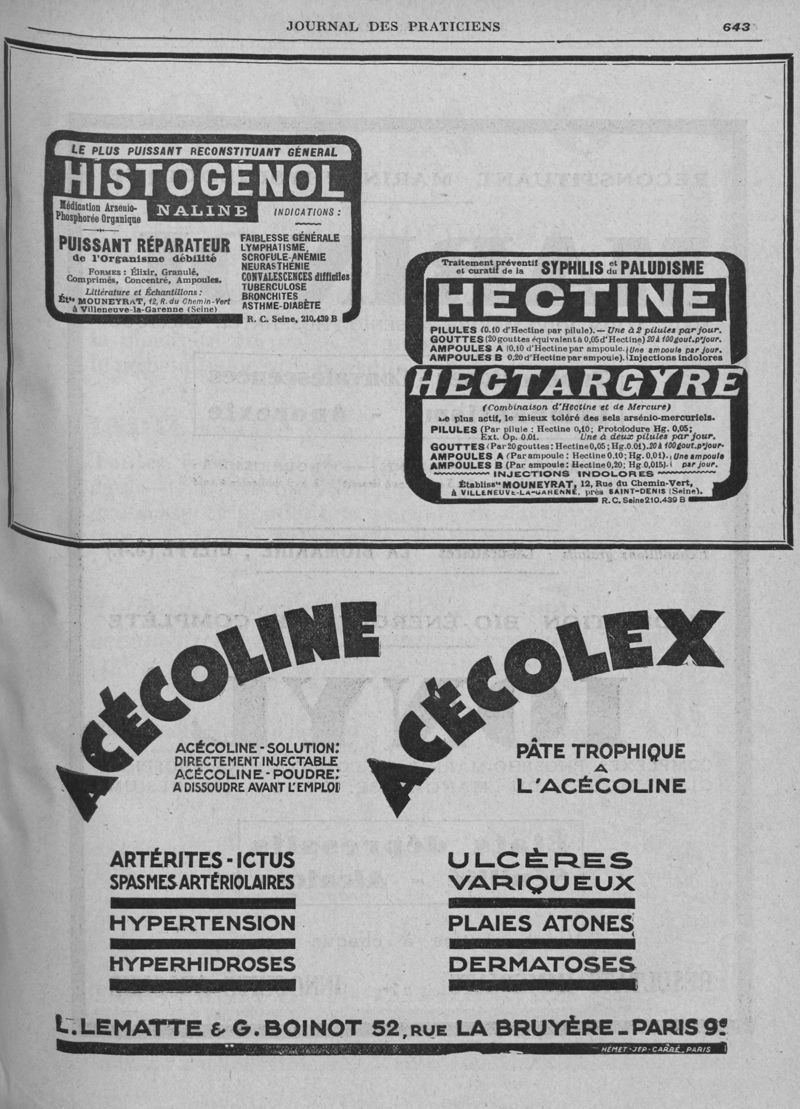 JOURNAL DES PRATICIENS
643
LE PLUS PUISSANT RECONSTITUANT GÉNÉRAL
HISTOGÉNOL
Médication Arsenio-
Phosphorée Organique
NALINE
INDICATIONS :
PUISSANT RÉPARATEUR
de l'Organisme débilité
FORMES : Élixir, Granulé,
Comprimés, Concentré, Ampoules.
Littérature et Échantillons :
Éts MOUNEYRAT, 12, R. du Chemin-Vert
à Villeneuve-la-Garenne (Seine)
FAIBLESSE GÉNÉRALE
LYMPHATISME,
SCROFULE-ANÉMIE
NEURASTHÉNIE
CONVALESCENCES difficiles
TUBERCULOSE
BRONCHITES
ASTHME-DIABÈTE
R. C. Seine, 210.439 B
Traitement préventif
et curatif de la
SYPHILIS et du PALUDISME
HECTINE
PILULES (0.10 d'Hectine par pilule). — Une à 2 pilules par jour.
GOUTTES (20 gouttes équivalent à 0,05 d'Hectine) 20 à 100 gout. p'jour.
AMPOULES A (0,10 d'Hectine par ampoule. (Une ampoule par jour.
AMPOULES B (0,20 d'Hectine par ampoule). (Injections indolores
HECTARGYRE
(Combinaison d'Hectine et de Mercure)
Le plus actif, le mieux toléré des sels arsénio-mercuriels.
PILULES (Par pilule : Hectine 0,10; Protoiodure Hg. 0,05;
Ext. Op. 0.01. Une à deux pilules par jour.
GOUTTES (Par 20 gouttes: Hectine 0,05; Hg. 0.01). 20 à 100 gout. p'jour.
AMPOULES A (Par ampoule: Hectine 0.10; Hg. 0.01). (Une ampoule
AMPOULES B (Par ampoule: Hectine 0,20; Hg. 0,015). ( par jour.
INJECTIONS INDOLORES
Établissts MOUNEYRAT, 12, Rue du Chemin-Vert,
à VILLENEUVE-LA-GARENNE, près SAINT-DENIS (Seine).
R. C. Seine 210.439 B
ACÉCOLINE
ACÉCOLINE - SOLUTION:
DIRECTEMENT INJECTABLE
ACÉCOLINE - POUDRE:
A DISSOUDRE AVANT L'EMPLOI
ARTÉRITES - ICTUS
SPASMES ARTÉRIOLAIRES
HYPERTENSION
HYPERHIDROSES
ACÉCOLEX
PÂTE TROPHIQUE
A
L'ACÉCOLINE
ULCÈRES
VARIQUEUX
PLAIES ATONES
DERMATOSES
L. LEMATTE & G. BOINOT 52, RUE LA BRUYÈRE_PARIS 9e
HÉMET-JEP-CARRÉ_PARIS